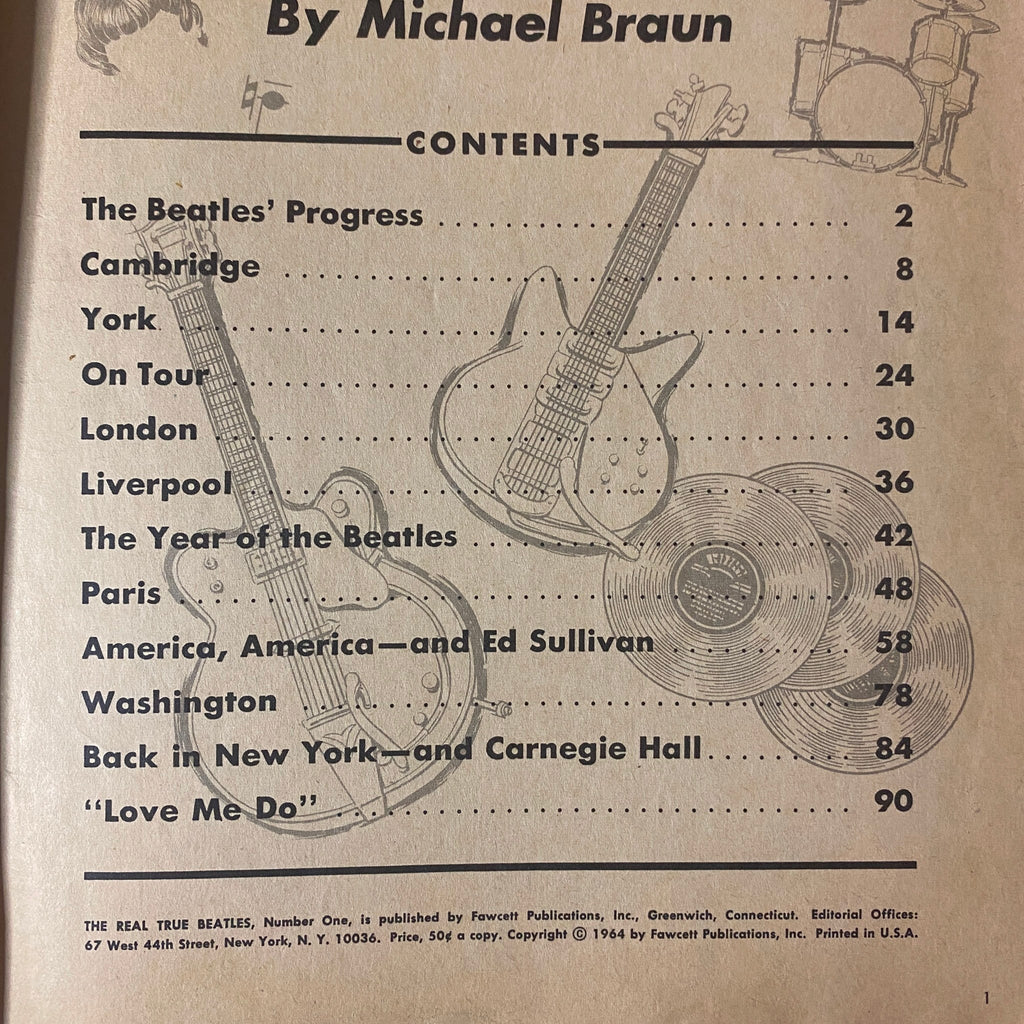 By Michael Braun
CONTENTS
The Beatles' Progress . . . . . . . . . . . . . . . . . . . . . . 2
Cambridge . . . . . . . . . . . . . . . . . . . . . . . . . . . . . 8
York . . . . . . . . . . . . . . . . . . . . . . . . . . . . . . . . . . 14
On Tour . . . . . . . . . . . . . . . . . . . . . . . . . . . . . . . . 24
London . . . . . . . . . . . . . . . . . . . . . . . . . . . . . . . . 30
Liverpool . . . . . . . . . . . . . . . . . . . . . . . . . . . . . . . 36
The Year of the Beatles . . . . . . . . . . . . . . . . . . . . 42
Paris . . . . . . . . . . . . . . . . . . . . . . . . . . . . . . . . . . 48
America, America—and Ed Sullivan . . . . . . . . . . 58
Washington . . . . . . . . . . . . . . . . . . . . . . . . . . . . 78
Back in New York—and Carnegie Hall . . . . . . . . 84
"Love Me Do" . . . . . . . . . . . . . . . . . . . . . . . . . . . 90
THE REAL TRUE BEATLES, Number One, is published by Fawcett Publications, Inc., Greenwich, Connecticut. Editorial Offices:
67 West 44th Street, New York, N. Y. 10036. Price, 50¢ a copy. Copyright © 1964 by Fawcett Publications, Inc. Printed in U.S.A.
1